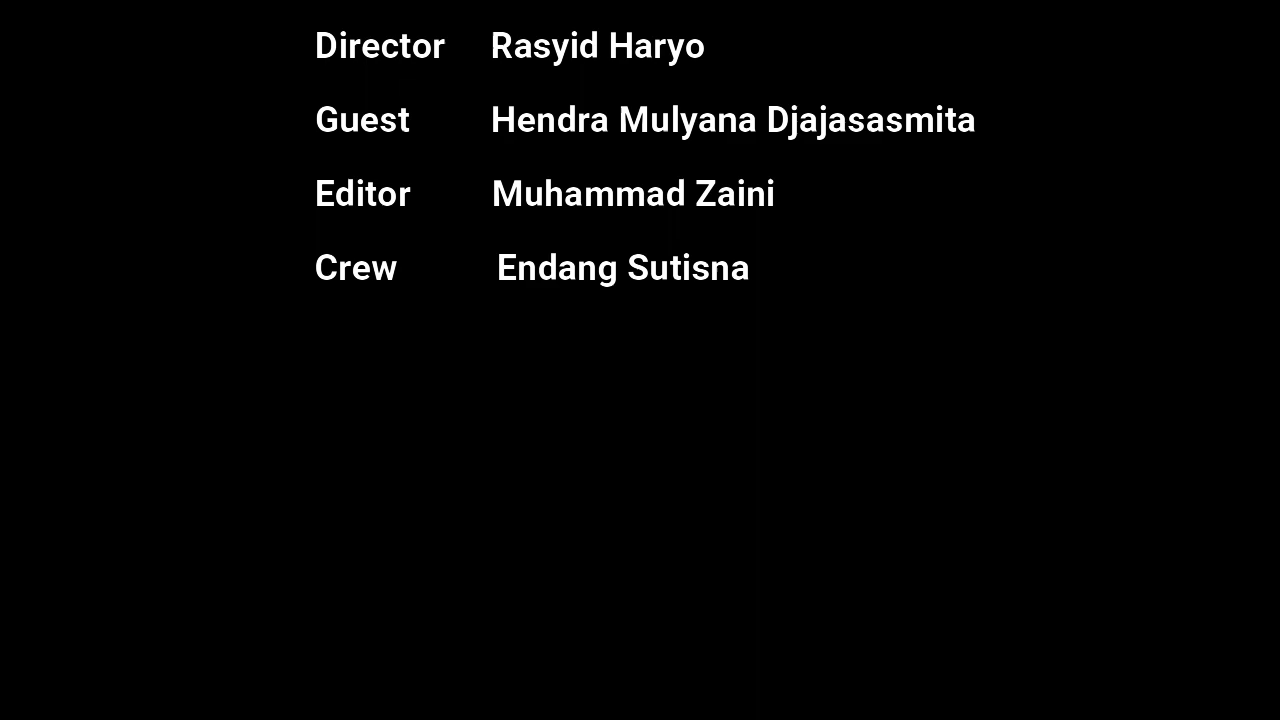 Director Rasyid Haryo
Guest Hendra Mulyana Djajasasmita
Editor Muhammad Zaini
Crew Endang Sutisna